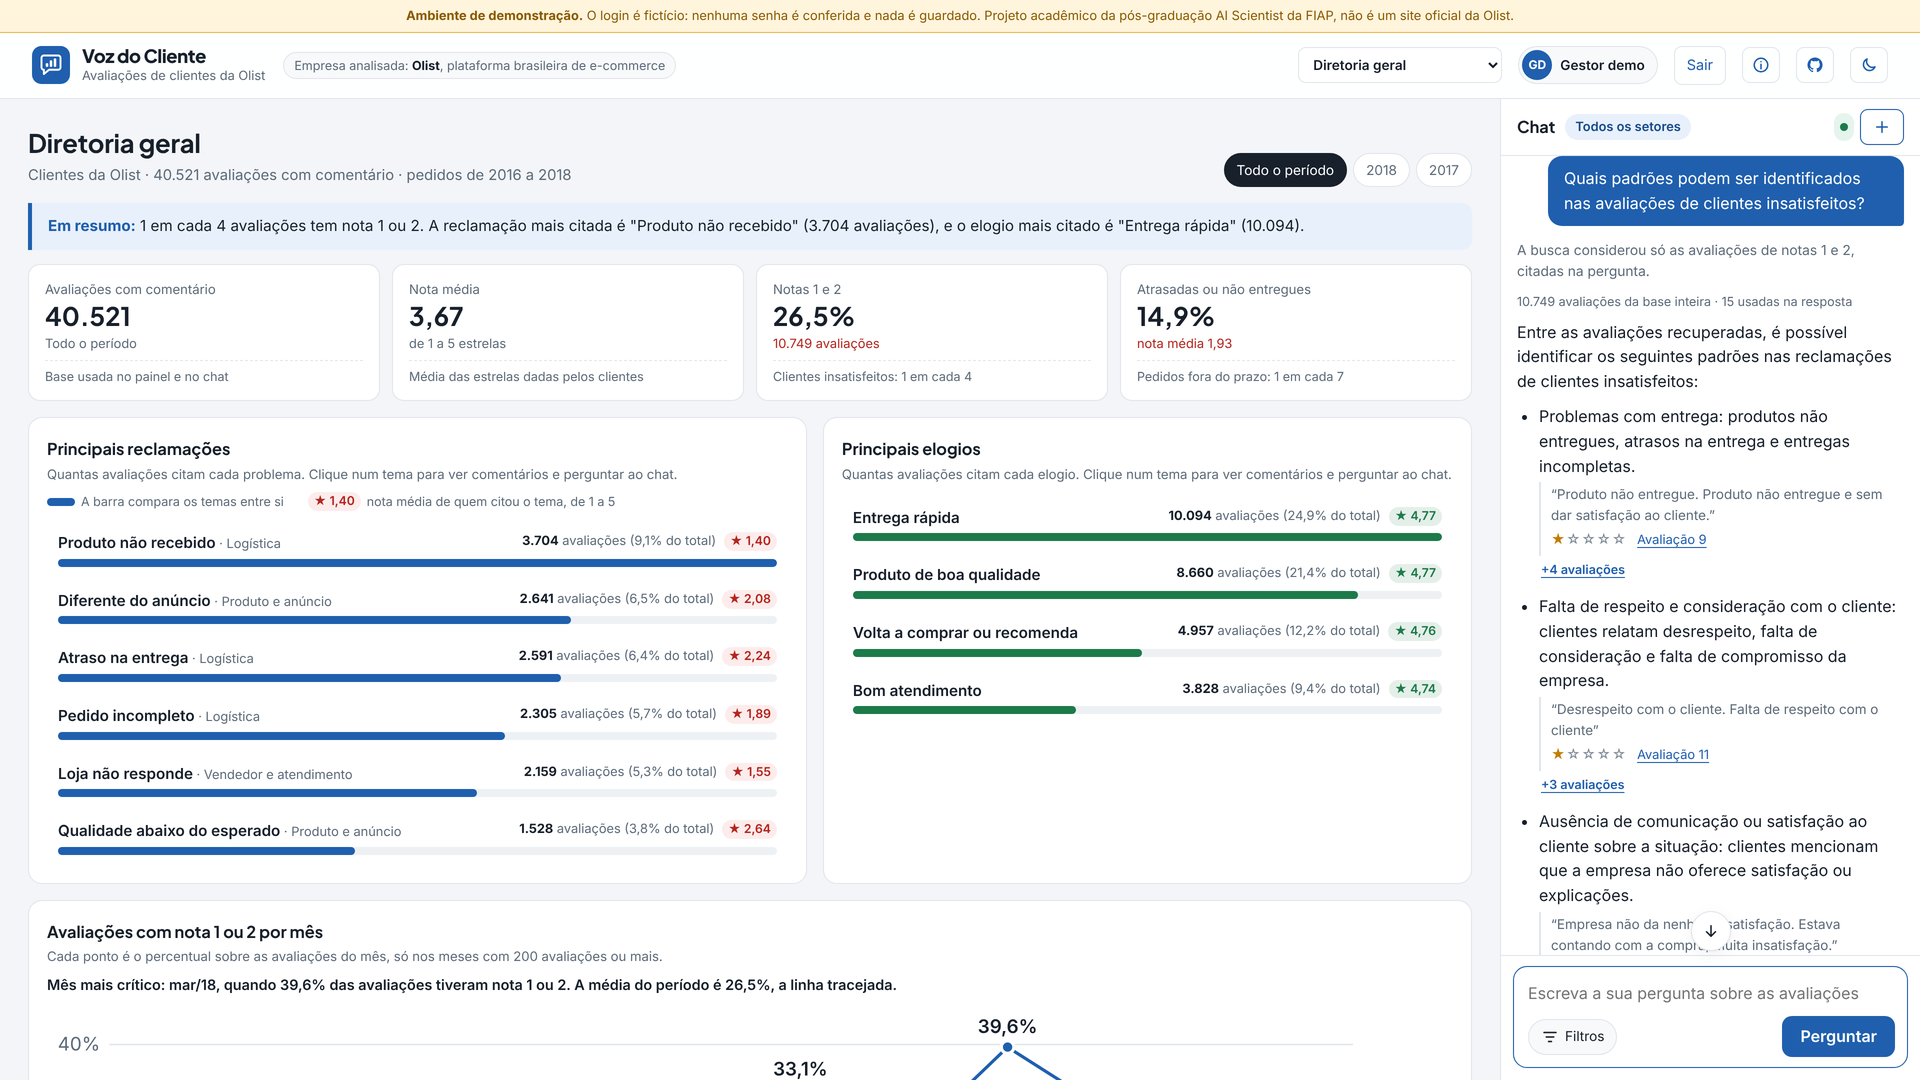 Ambiente de demonstração. O login é fictício: nenhuma senha é conferida e nada é guardado. Projeto acadêmico da pós-graduação AI Scientist da FIAP, não é um site oficial da Olist.
Voz do Cliente
Avaliações de clientes da Olist
Empresa analisada: Olist, plataforma brasileira de e-commerce
Diretoria geral
GD Gestor demo
Sair
Diretoria geral
Clientes da Olist · 40.521 avaliações com comentário · pedidos de 2016 a 2018
Todo o período
2018
2017
Em resumo: 1 em cada 4 avaliações tem nota 1 ou 2. A reclamação mais citada é "Produto não recebido" (3.704 avaliações), e o elogio mais citado é "Entrega rápida" (10.094).
Avaliações com comentário
40.521
Todo o período
Base usada no painel e no chat
Nota média
3,67
de 1 a 5 estrelas
Média das estrelas dadas pelos clientes
Notas 1 e 2
26,5%
10.749 avaliações
Clientes insatisfeitos: 1 em cada 4
Atrasadas ou não entregues
14,9%
nota média 1,93
Pedidos fora do prazo: 1 em cada 7
Principais reclamações
Quantas avaliações citam cada problema. Clique num tema para ver comentários e perguntar ao chat.
A barra compara os temas entre si ★ 1,40 nota média de quem citou o tema, de 1 a 5
Produto não recebido · Logística 3.704 avaliações (9,1% do total) ★ 1,40
Diferente do anúncio · Produto e anúncio 2.641 avaliações (6,5% do total) ★ 2,08
Atraso na entrega · Logística 2.591 avaliações (6,4% do total) ★ 2,24
Pedido incompleto · Logística 2.305 avaliações (5,7% do total) ★ 1,89
Loja não responde · Vendedor e atendimento 2.159 avaliações (5,3% do total) ★ 1,55
Qualidade abaixo do esperado · Produto e anúncio 1.528 avaliações (3,8% do total) ★ 2,64
Principais elogios
Quantas avaliações citam cada elogio. Clique num tema para ver comentários e perguntar ao chat.
Entrega rápida 10.094 avaliações (24,9% do total) ★ 4,77
Produto de boa qualidade 8.660 avaliações (21,4% do total) ★ 4,77
Volta a comprar ou recomenda 4.957 avaliações (12,2% do total) ★ 4,76
Bom atendimento 3.828 avaliações (9,4% do total) ★ 4,74
Avaliações com nota 1 ou 2 por mês
Cada ponto é o percentual sobre as avaliações do mês, só nos meses com 200 avaliações ou mais.
Mês mais crítico: mar/18, quando 39,6% das avaliações tiveram nota 1 ou 2. A média do período é 26,5%, a linha tracejada.
39,6%
40%
33,1%
Chat Todos os setores
Quais padrões podem ser identificados
nas avaliações de clientes insatisfeitos?
A busca considerou só as avaliações de notas 1 e 2,
citadas na pergunta.
10.749 avaliações da base inteira · 15 usadas na resposta
Entre as avaliações recuperadas, é possível
identificar os seguintes padrões nas reclamações
de clientes insatisfeitos:
• Problemas com entrega: produtos não
entregues, atrasos na entrega e entregas
incompletas.
“Produto não entregue. Produto não entregue e sem
dar satisfação ao cliente.”
★☆☆☆☆ Avaliação 9
+4 avaliações
• Falta de respeito e consideração com o cliente:
clientes relatam desrespeito, falta de
consideração e falta de compromisso da
empresa.
“Desrespeito com o cliente. Falta de respeito com o
cliente”
★☆☆☆☆ Avaliação 11
+3 avaliações
• Ausência de comunicação ou satisfação ao
cliente sobre a situação: clientes mencionam
que a empresa não oferece satisfação ou
explicações.
“Empresa não da satisfação. Estava
contando com a insatisfação.”
Escreva a sua pergunta sobre as avaliações
Filtros
Perguntar